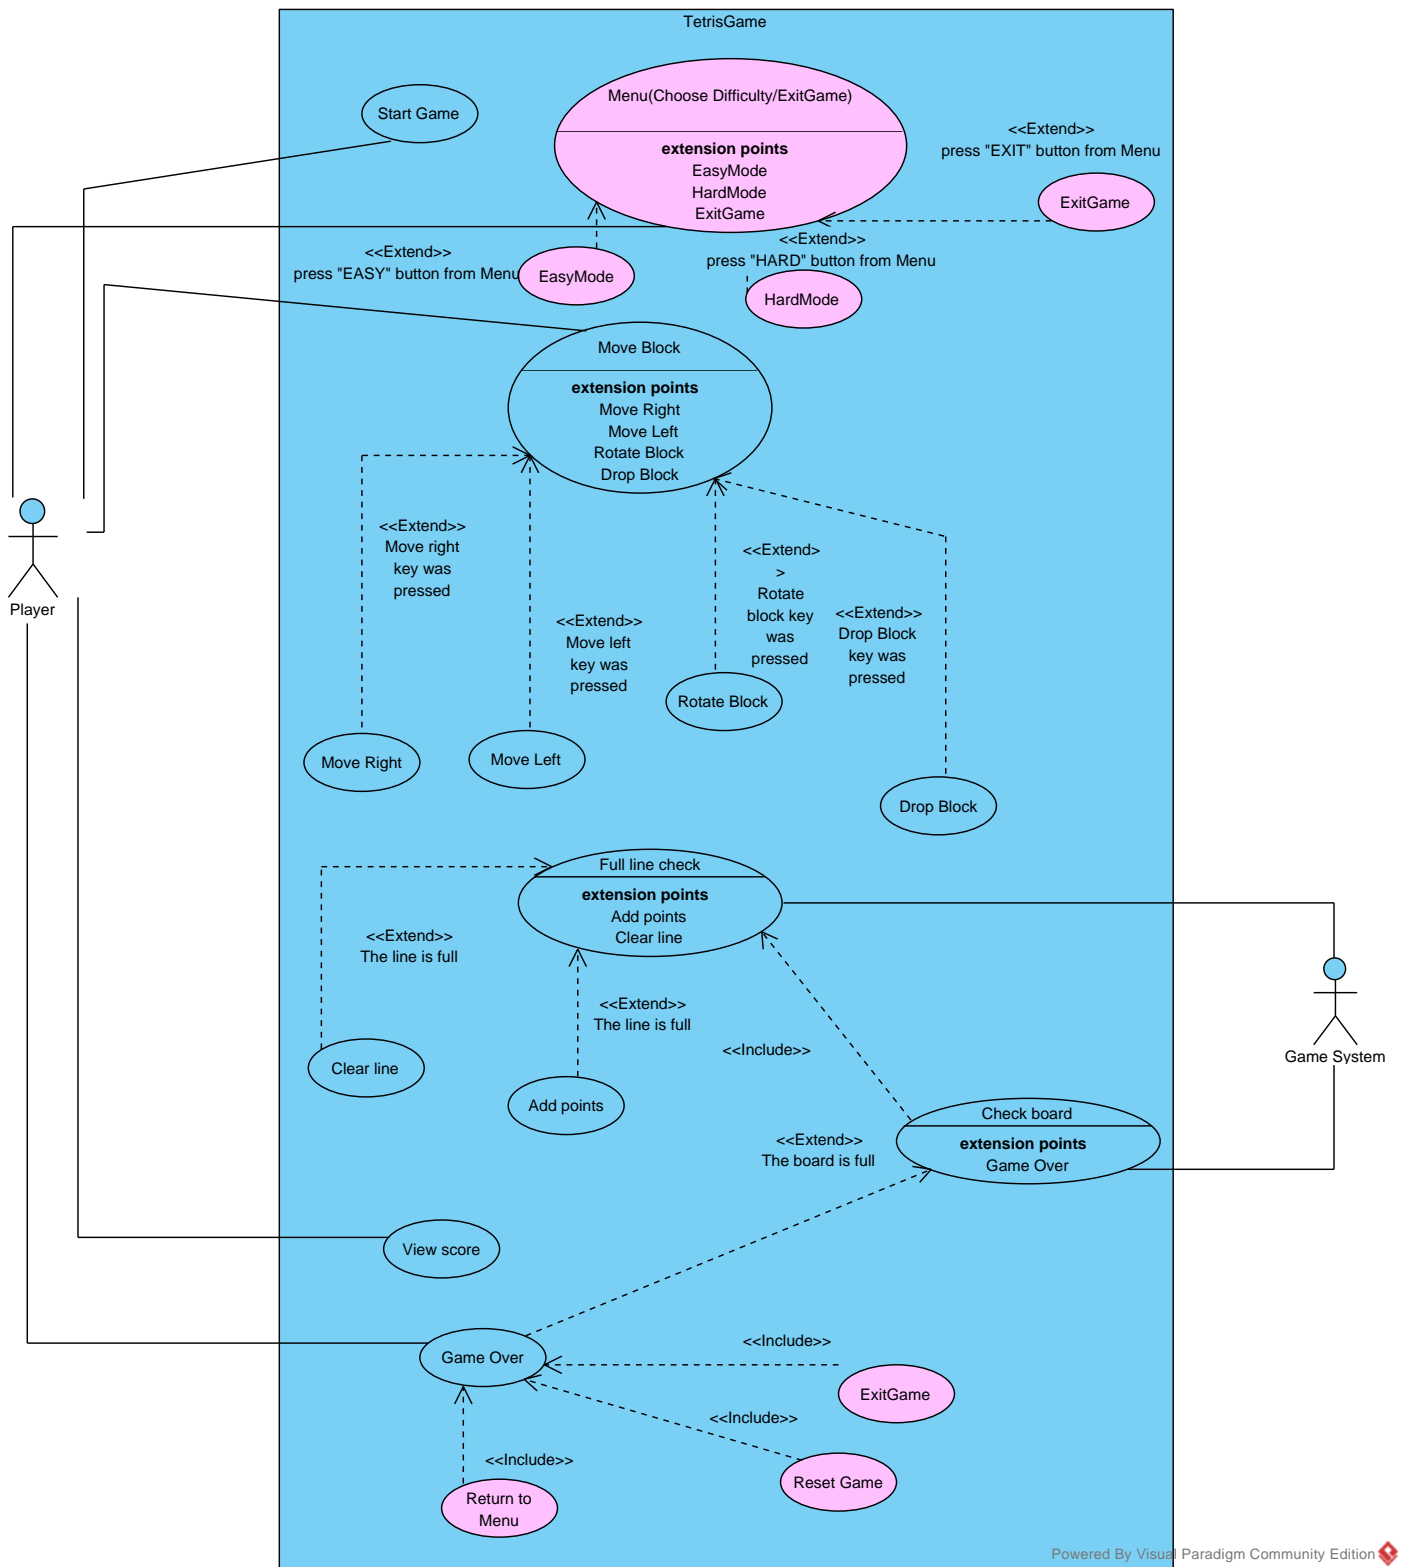 TetrisGame
Start Game
Menu(Choose Difficulty/ExitGame)
extension points
EasyMode
HardMode
ExitGame
<<Extend>>
press "EXIT" button from Menu
ExitGame
<<Extend>>
press "EASY" button from Menu
EasyMode
<<Extend>>
press "HARD" button from Menu
HardMode
Move Block
extension points
Move Right
Move Left
Rotate Block
Drop Block
<<Extend>>
Move right
key was
pressed
<<Extend>>
Move left
key was
pressed
<<Extend>
>
Rotate
block key
was
pressed
<<Extend>>
Drop Block
key was
pressed
Player
Move Right
Move Left
Rotate Block
Drop Block
Full line check
extension points
Add points
Clear line
<<Extend>>
The line is full
<<Extend>>
The line is full
<<Include>>
Game System
Clear line
Add points
Check board
extension points
Game Over
<<Extend>>
The board is full
View score
Game Over
<<Include>>
ExitGame
<<Include>>
Reset Game
<<Include>>
Return to
Menu
Powered By Visual Paradigm Community Edition